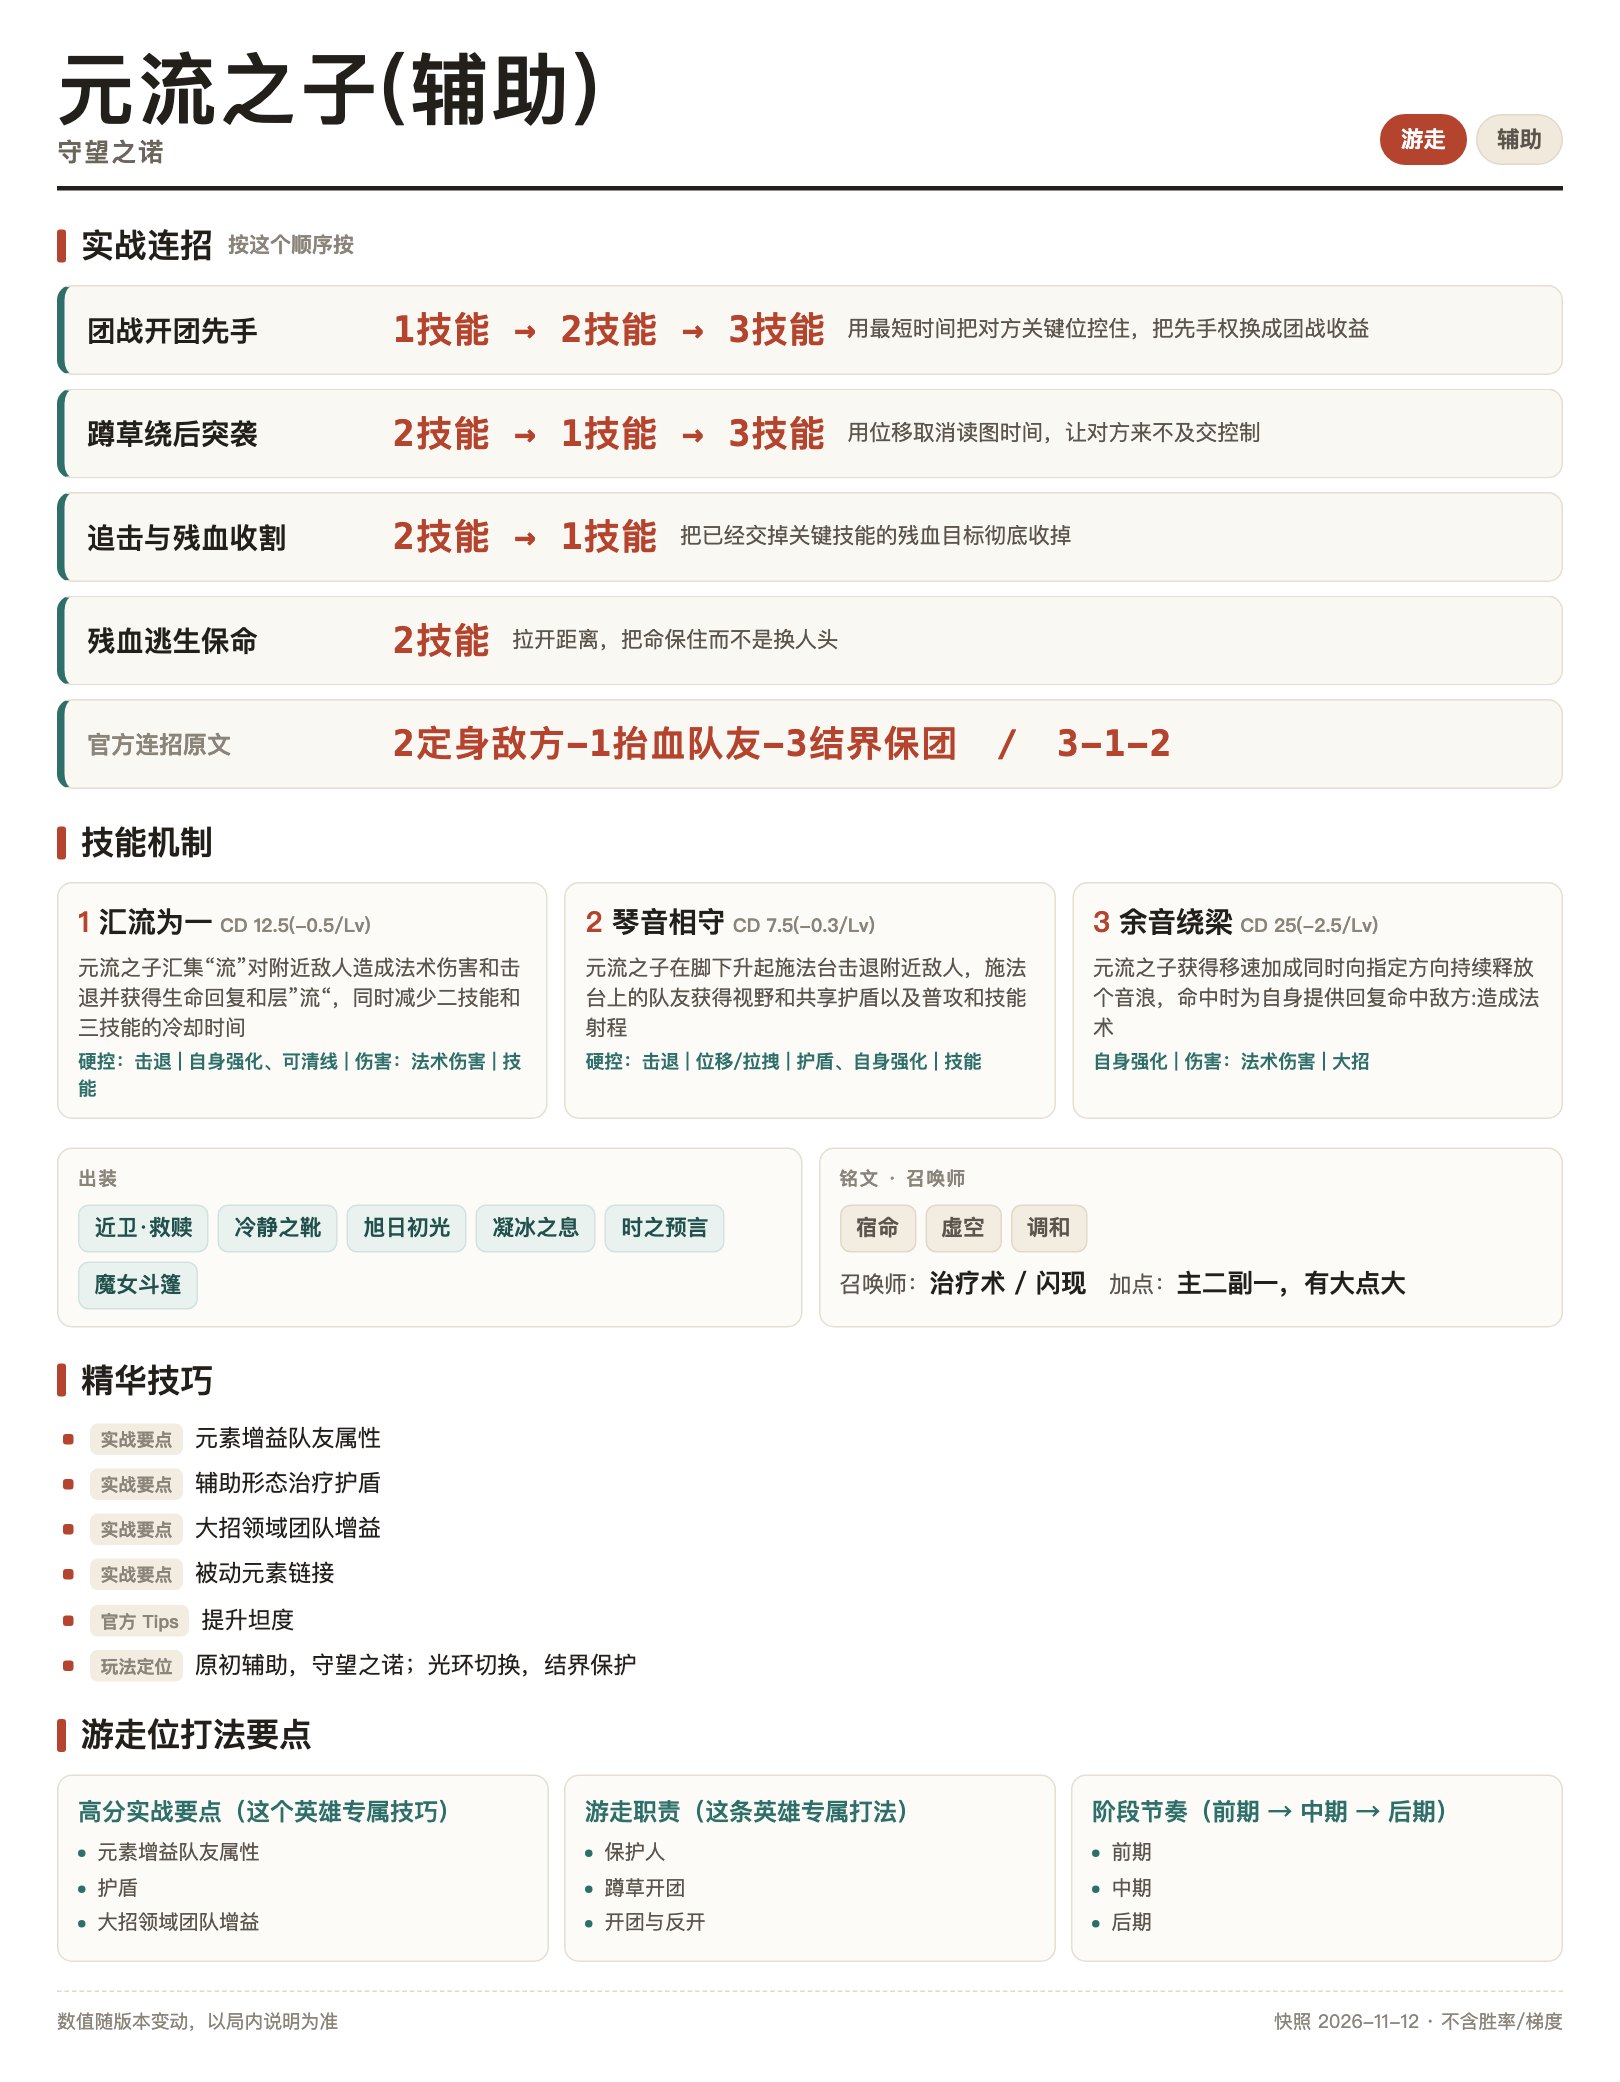 元流之子(辅助)
守望之诺
游走 辅助
实战连招 按这个顺序按
团战开团先手 1技能 → 2技能 → 3技能 用最短时间把对方关键位控住，把先手权换成团战收益
蹲草绕后突袭 2技能 → 1技能 → 3技能 用位移取消读图时间，让对方来不及交控制
追击与残血收割 2技能 → 1技能 把已经交掉关键技能的残血目标彻底收掉
残血逃生保命 2技能 拉开距离，把命保住而不是换人头
官方连招原文 2定身敌方–1抬血队友–3结界保团 / 3–1–2
技能机制
1 汇流为一 CD 12.5(−0.5/Lv)
元流之子汇集“流”对附近敌人造成法术伤害和击
退并获得生命回复和层”流“，同时减少二技能和
三技能的冷却时间
硬控：击退 | 自身强化、可清线 | 伤害：法术伤害 | 技
能
2 琴音相守 CD 7.5(−0.3/Lv)
元流之子在脚下升起施法台击退附近敌人，施法
台上的队友获得视野和共享护盾以及普攻和技能
射程
硬控：击退 | 位移/拉拽 | 护盾、自身强化 | 技能
3 余音绕梁 CD 25(−2.5/Lv)
元流之子获得移速加成同时向指定方向持续释放
个音浪，命中时为自身提供回复命中敌方:造成法
术
自身强化 | 伤害：法术伤害 | 大招
出装
近卫·救赎 冷静之靴 旭日初光 凝冰之息 时之预言
魔女斗篷
铭文 · 召唤师
宿命 虚空 调和
召唤师：治疗术 / 闪现 加点：主二副一，有大点大
精华技巧
实战要点 元素增益队友属性
实战要点 辅助形态治疗护盾
实战要点 大招领域团队增益
实战要点 被动元素链接
官方 Tips 提升坦度
玩法定位 原初辅助，守望之诺；光环切换，结界保护
游走位打法要点
高分实战要点（这个英雄专属技巧）
元素增益队友属性
护盾
大招领域团队增益
游走职责（这条英雄专属打法）
保护人
蹲草开团
开团与反开
阶段节奏（前期 → 中期 → 后期）
前期
中期
后期
数值随版本变动，以局内说明为准
快照 2026–11–12 · 不含胜率/梯度